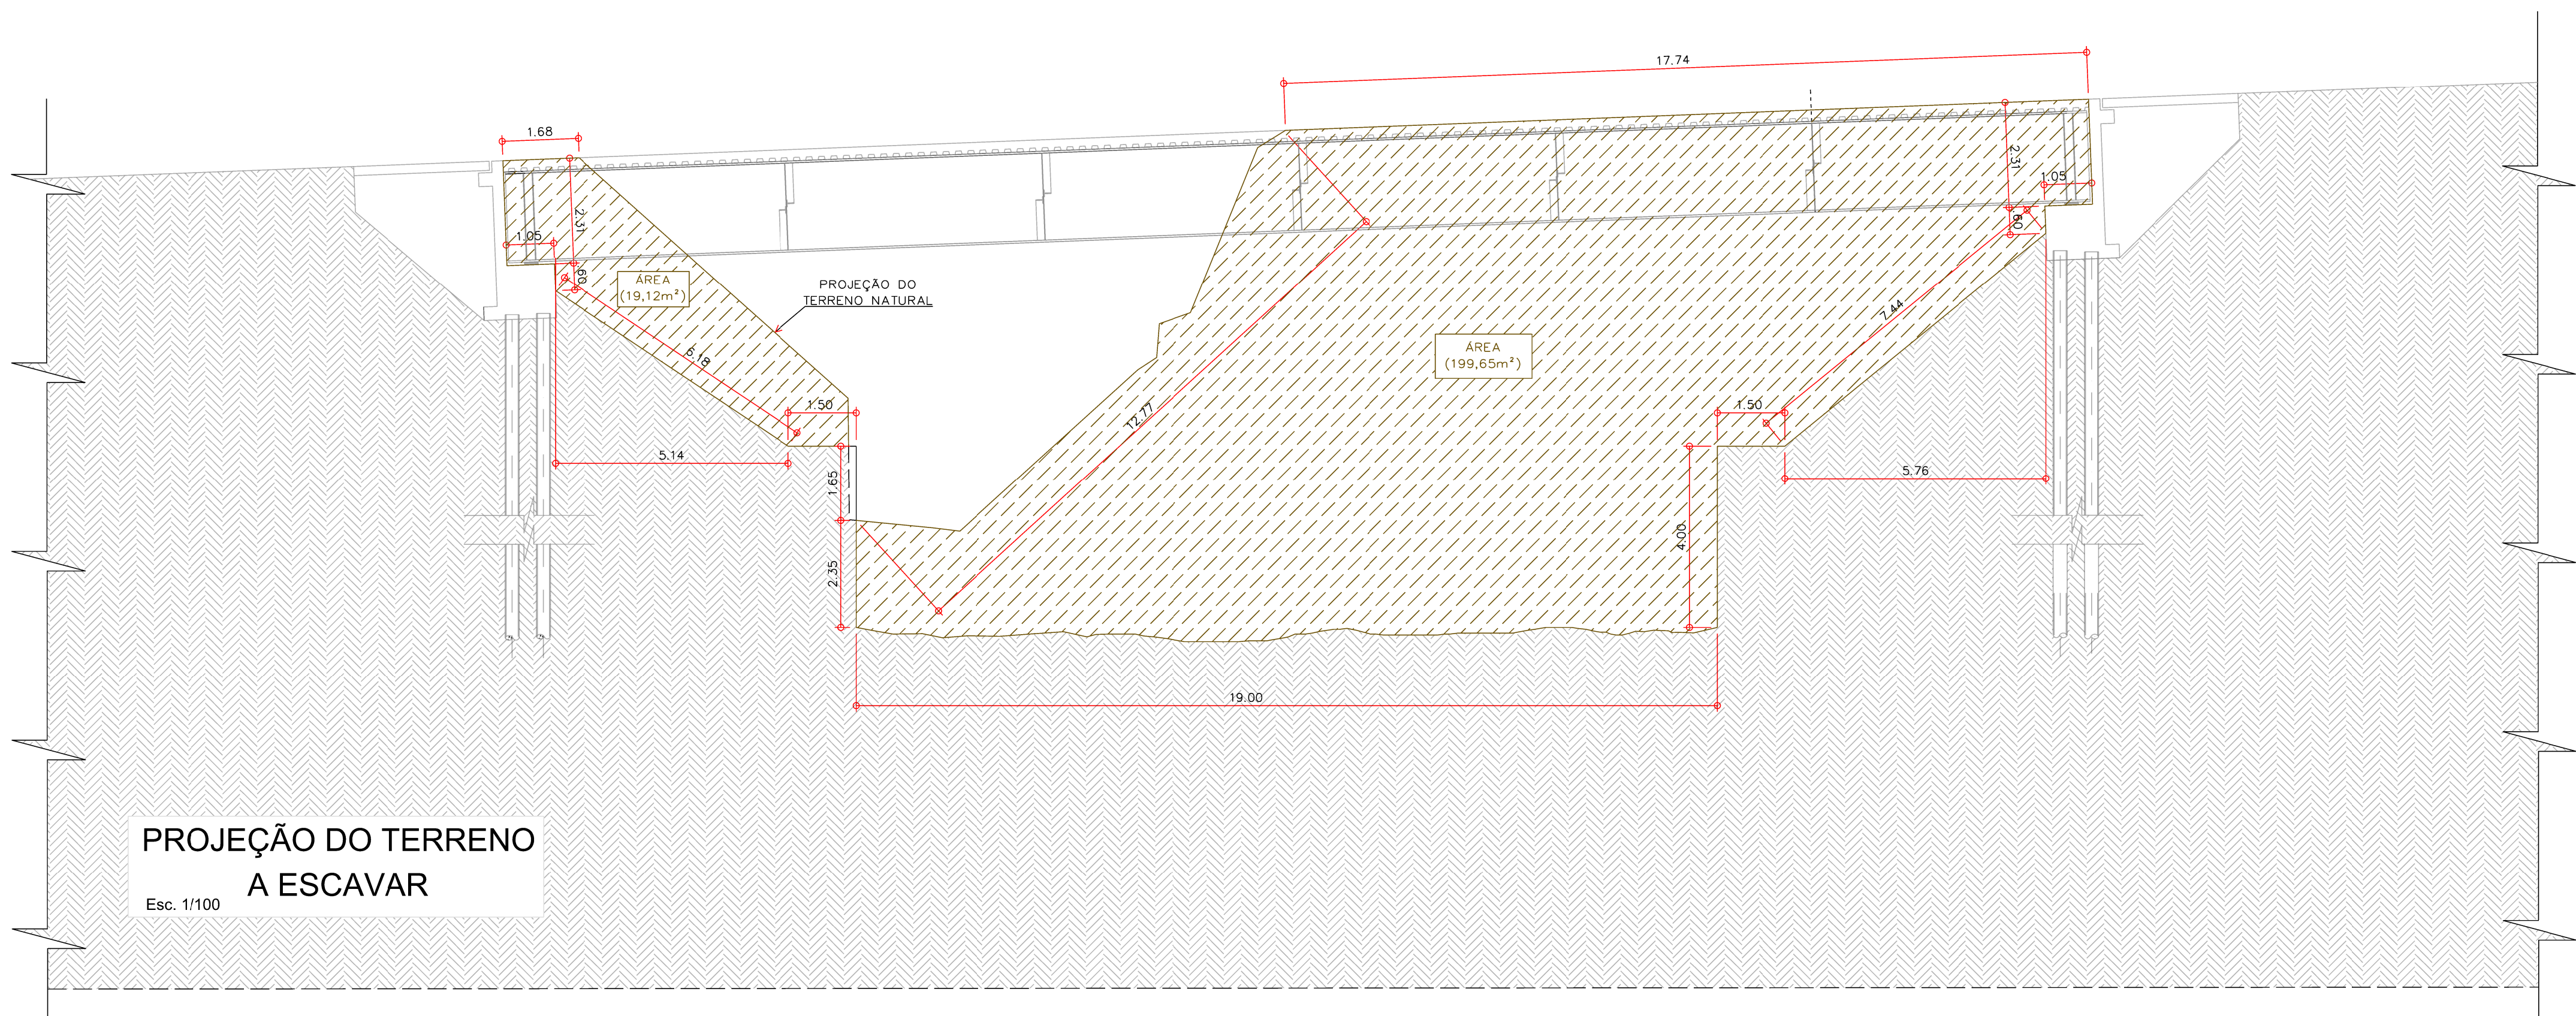 17.74
1.68
2.31
1.05
.60
ÁREA
(19,12m²)
PROJEÇÃO DO
TERRENO NATURAL
2.31
1.05
.60
6.18
1.50
5.14
1.65
2.35
12.77
ÁREA
(199,65m²)
7.44
1.50
5.76
4.00
19.00
PROJEÇÃO DO TERRENO
A ESCAVAR
Esc. 1/100